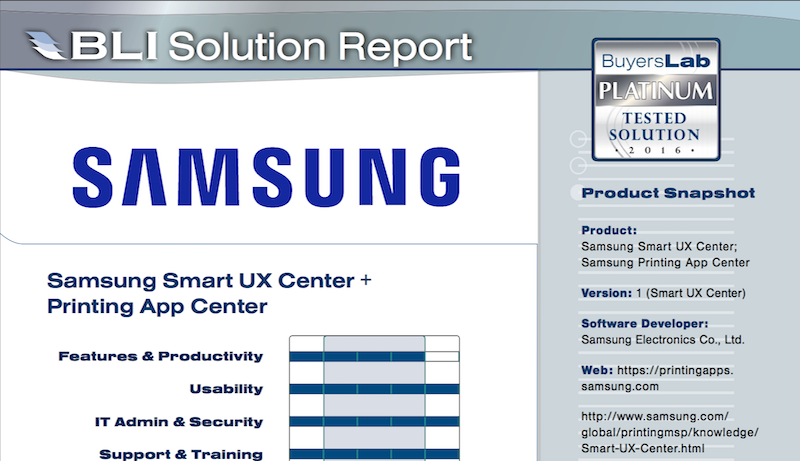 BLI Solution Report
BuyersLab
PLATINUM
TESTED
SOLUTION
• 2016 •
SAMSUNG
Samsung Smart UX Center +
Printing App Center
Features & Productivity
Usability
IT Admin & Security
Support & Training
Product Snapshot
Product:
Samsung Smart UX Center;
Samsung Printing App Center
Version: 1 (Smart UX Center)
Software Developer:
Samsung Electronics Co., Ltd.
Web: https://printingapps.
samsung.com
http://www.samsung.com/
global/printingmsp/knowledge/
Smart-UX-Center.html